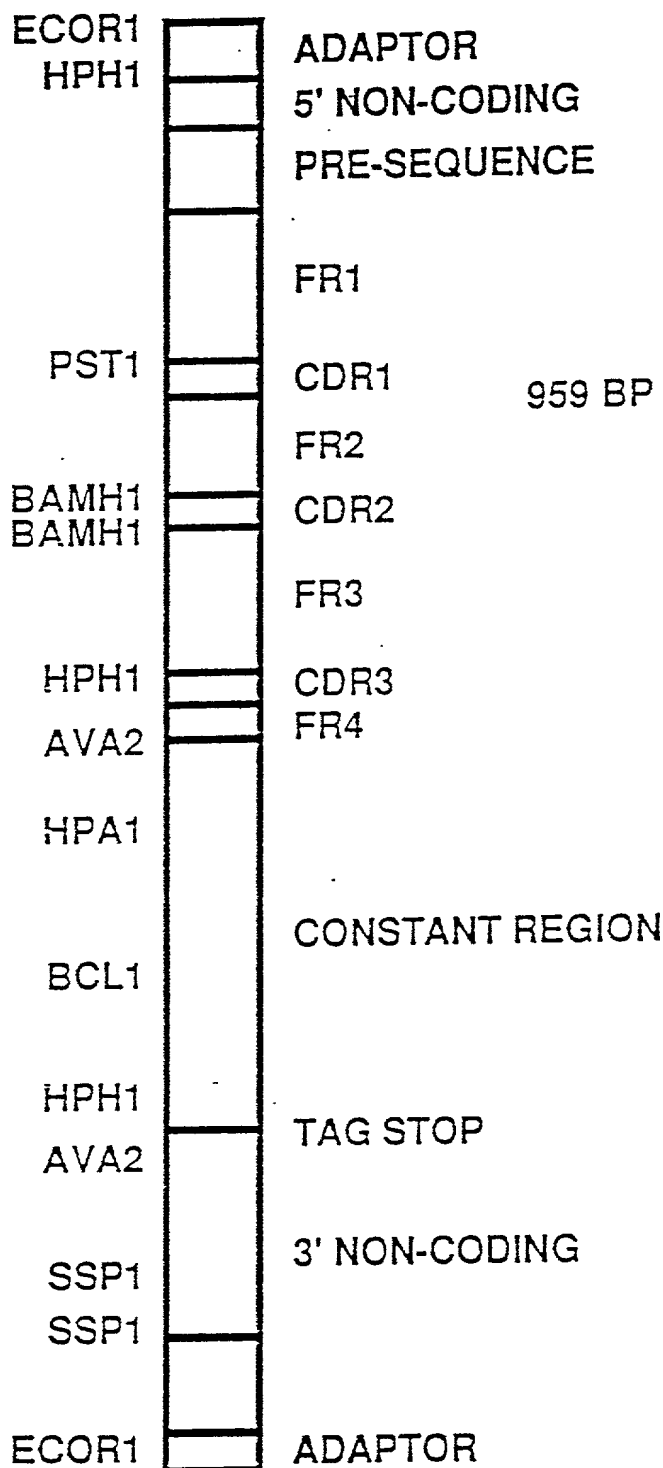 ECOR1
ADAPTOR
HPH1
5' NON-CODING
PRE-SEQUENCE
FR1
PST1
CDR1
959 BP
FR2
BAMH1
CDR2
BAMH1
FR3
HPH1
CDR3
FR4
AVA2
HPA1
CONSTANT REGION
BCL1
HPH1
TAG STOP
AVA2
3' NON-CODING
SSP1
SSP1
ECOR1
ADAPTOR